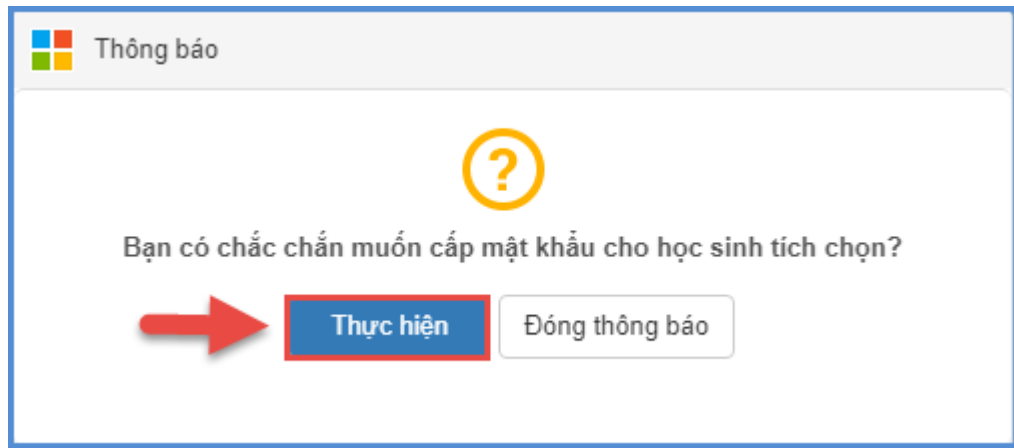 Thông báo
?
Bạn có chắc chắn muốn cấp mật khẩu cho học sinh tích chọn?
Thực hiện
Đóng thông báo